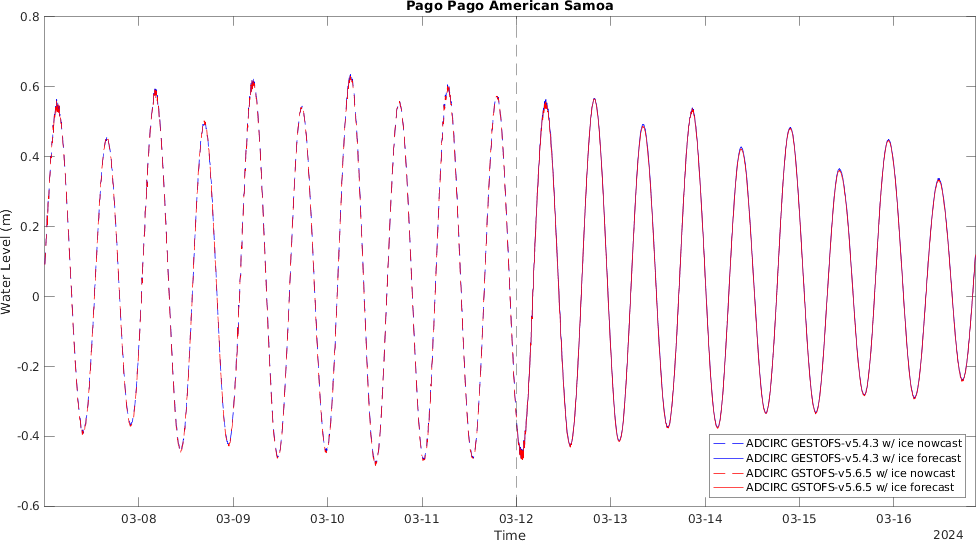 Pago Pago American Samoa
Water Level (m)
0.8
0.6
0.4
0.2
0
-0.2
-0.4
-0.6
ADCIRC GESTOFS-v5.4.3 w/ ice nowcast
ADCIRC GESTOFS-v5.4.3 w/ ice forecast
ADCIRC GSTOFS-v5.6.5 w/ ice nowcast
ADCIRC GSTOFS-v5.6.5 w/ ice forecast
03-08 03-09 03-10 03-11 03-12 03-13 03-14 03-15 03-16
Time
2024